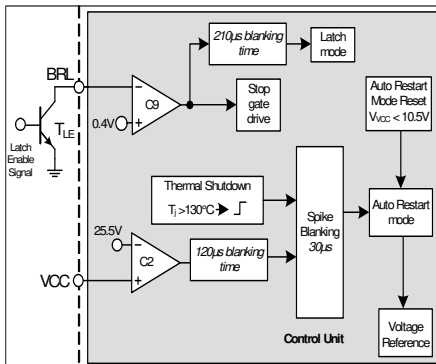 210µs blanking
time
Latch
mode
BRL
C9
0.4V
TLE
Latch
Enable
Signal
Stop
gate
drive
Auto Restart
Mode Reset
VVCC < 10.5V
Thermal Shutdown
Tj >130°C
Spike
Blanking
30µs
Auto Restart
mode
25.5V
C2
120µs blanking
time
VCC
Control Unit
Voltage
Reference